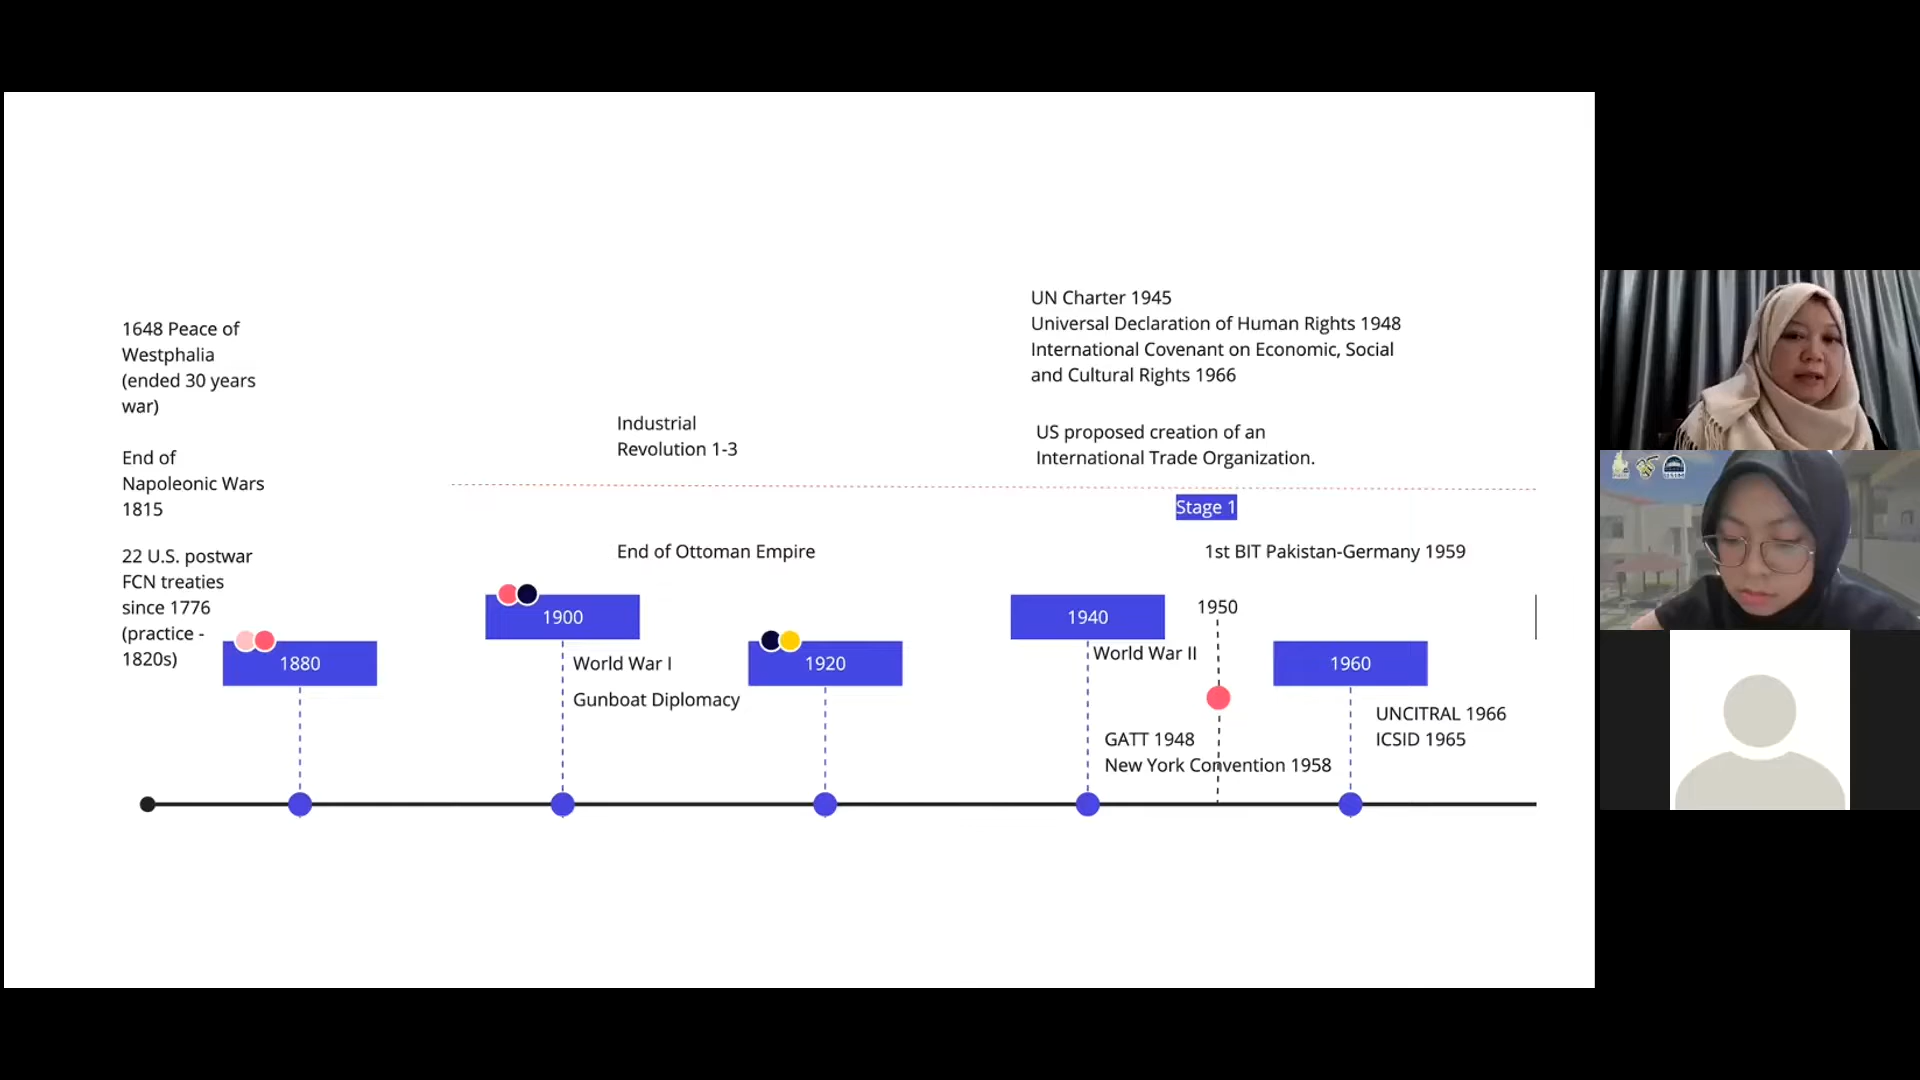 1648 Peace of
Westphalia
(ended 30 years
war)
End of
Napoleonic Wars
1815
22 U.S. postwar
FCN treaties
since 1776
(practice -
1820s)
1880
Industrial
Revolution 1-3
End of Ottoman Empire
1900
World War I
Gunboat Diplomacy
1920
UN Charter 1945
Universal Declaration of Human Rights 1948
International Covenant on Economic, Social
and Cultural Rights 1966
US proposed creation of an
International Trade Organization.
Stage 1
1st BIT Pakistan-Germany 1959
1940
World War II
1950
GATT 1948
New York Convention 1958
1960
UNCITRAL 1966
ICSID 1965